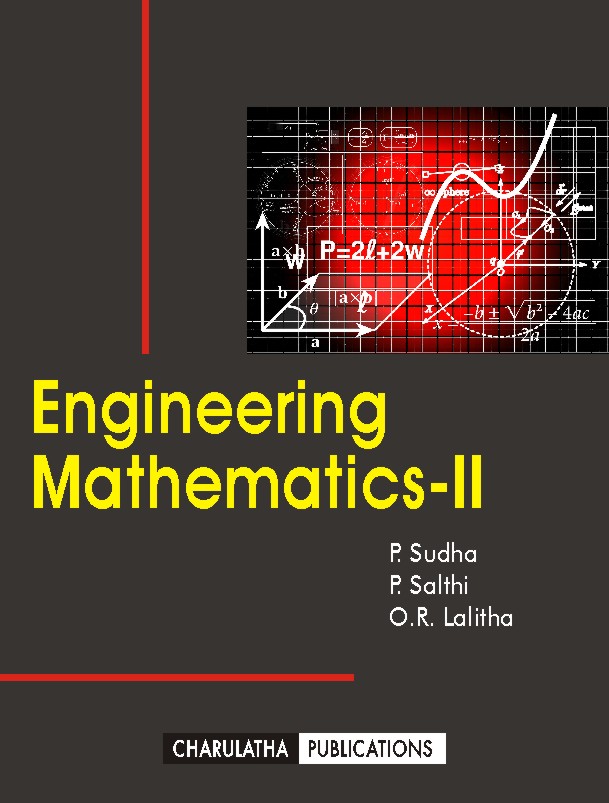 a×b
W
P=2ℓ+2w
b
θ
|a×b|
ℓ
a
x
Y
x = -b ± √b² - 4ac
2a
Engineering
Mathematics-II
P. Sudha
P. Salthi
O.R. Lalitha
CHARULATHA PUBLICATIONS